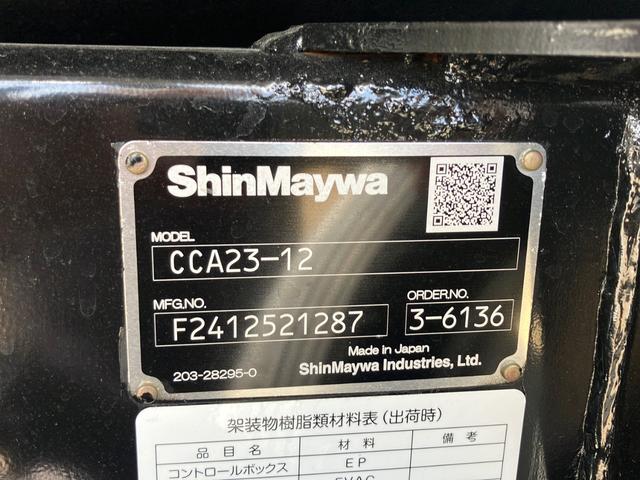 ShinMaywa
MODEL
CCA23-12
MFG.NO.
F2412521287
ORDER.NO.
3-6136
Made in Japan
203-28295-0
ShinMaywa Industries, Ltd.
架装物樹脂類材料表(出荷時)
品目名 材料 備考
コントロールボックス EP